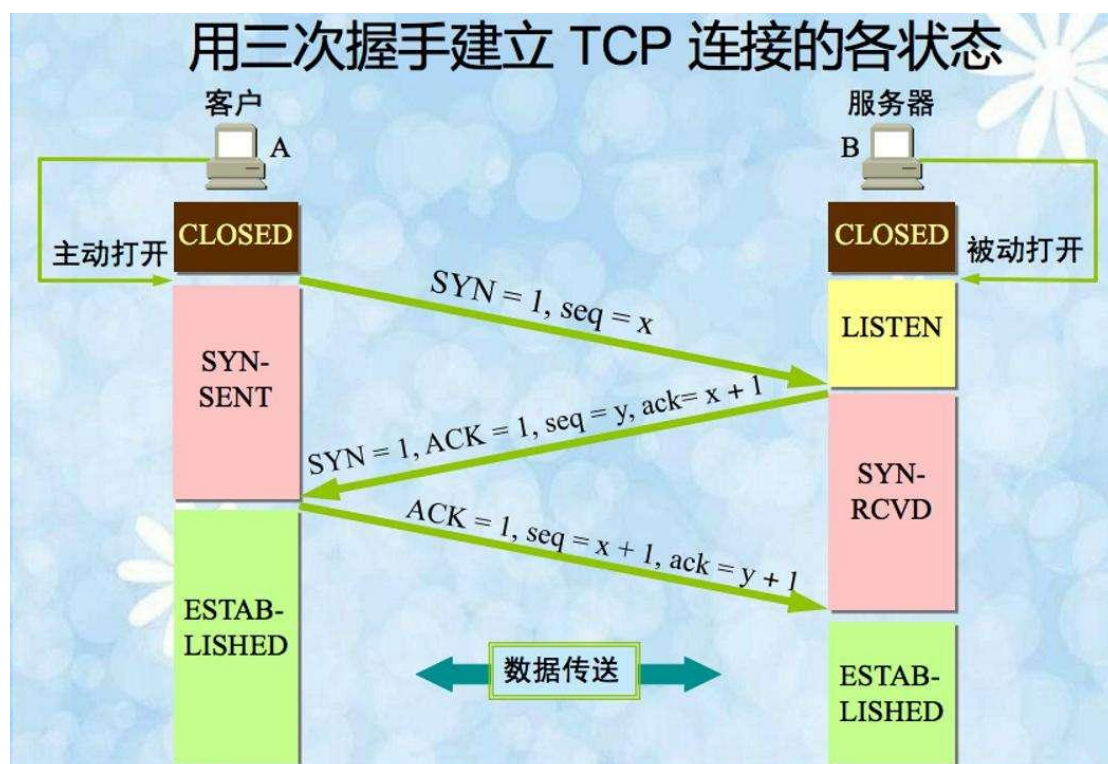 用三次握手建立 TCP 连接的各状态
客户
服务器
A
B
CLOSED
CLOSED
主动打开
被动打开
SYN = 1, seq = x
LISTEN
SYN-
SENT
SYN = 1, ACK = 1, seq = y, ack= x + 1
SYN-
RCVD
ACK = 1, seq = x + 1, ack = y + 1
ESTAB-
LISHED
数据传送
ESTAB-
LISHED